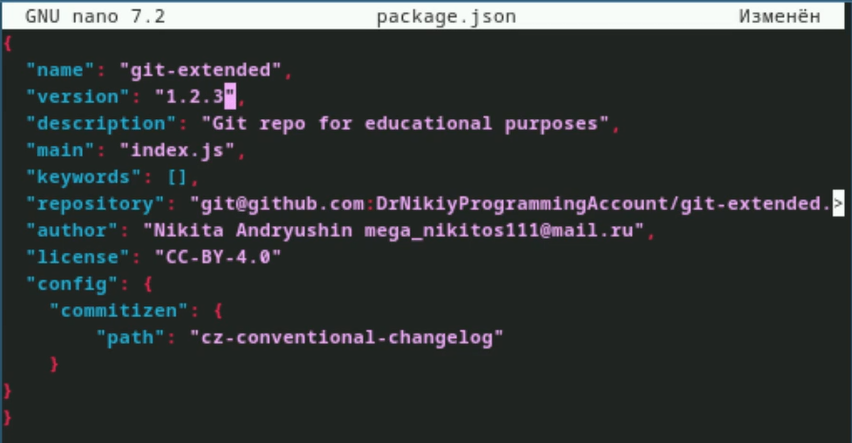 GNU nano 7.2 package.json Изменён
{
"name": "git-extended",
"version": "1.2.3",
"description": "Git repo for educational purposes",
"main": "index.js",
"keywords": [],
"repository": "git@github.com:DrNikiyProgrammingAccount/git-extended.>
"author": "Nikita Andryushin mega_nikitos111@mail.ru",
"license": "CC-BY-4.0"
"config": {
"commitizen": {
"path": "cz-conventional-changelog"
}
}
}